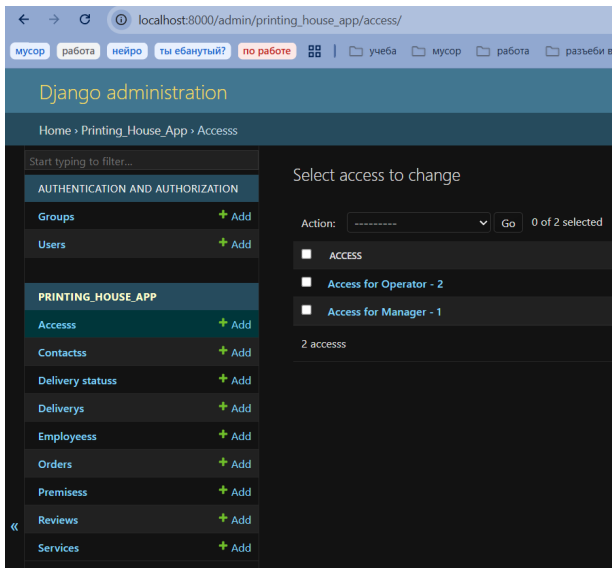 localhost:8000/admin/printing_house_app/access/
мусор работа нейро ты ебанутый? по работе учеба мусор работа разъеби в
Django administration
Home › Printing_House_App › Accesss
Start typing to filter...
AUTHENTICATION AND AUTHORIZATION
Groups + Add
Users + Add
PRINTING_HOUSE_APP
Accesss + Add
Contactss + Add
Delivery statuss + Add
Deliverys + Add
Employeess + Add
Orders + Add
Premisess + Add
Reviews + Add
Services + Add
«
Select access to change
Action: --------- Go 0 of 2 selected
ACCESS
Access for Operator - 2
Access for Manager - 1
2 accesss